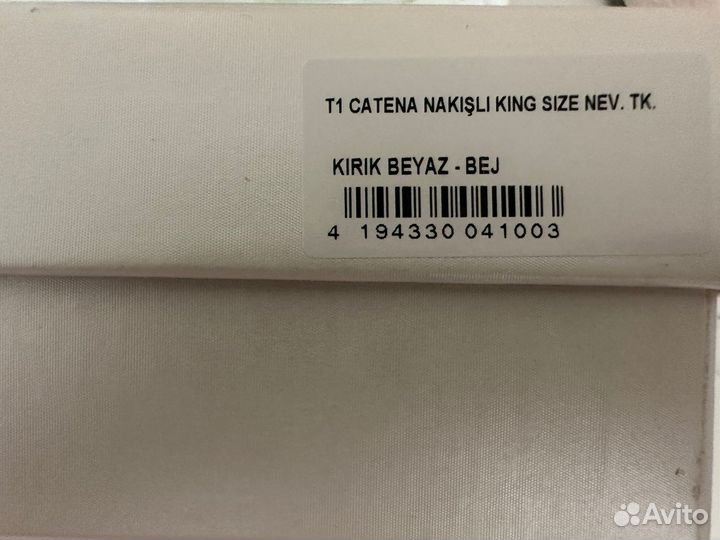 T1 CATENA NAKIŞLI KING SIZE NEV. TK.
KIRIK BEYAZ - BEJ
4 194330 041003
Avito